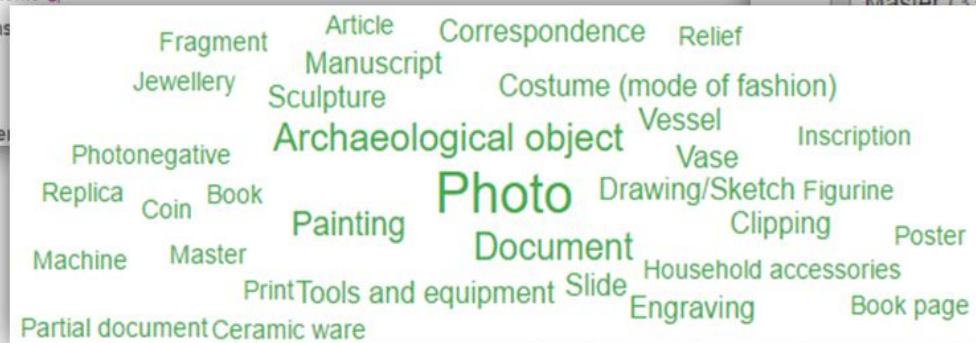 Article Correspondence Relief
Fragment
Manuscript
Jewellery Costume (mode of fashion)
Sculpture
Vessel
Archaeological object Inscription
Photonegative Vase
Photo Drawing/Sketch Figurine
Replica Coin Book
Painting Clipping
Document Poster
Machine Master
Household accessories
Print Tools and equipment Slide
Engraving Book page
Partial document Ceramic ware